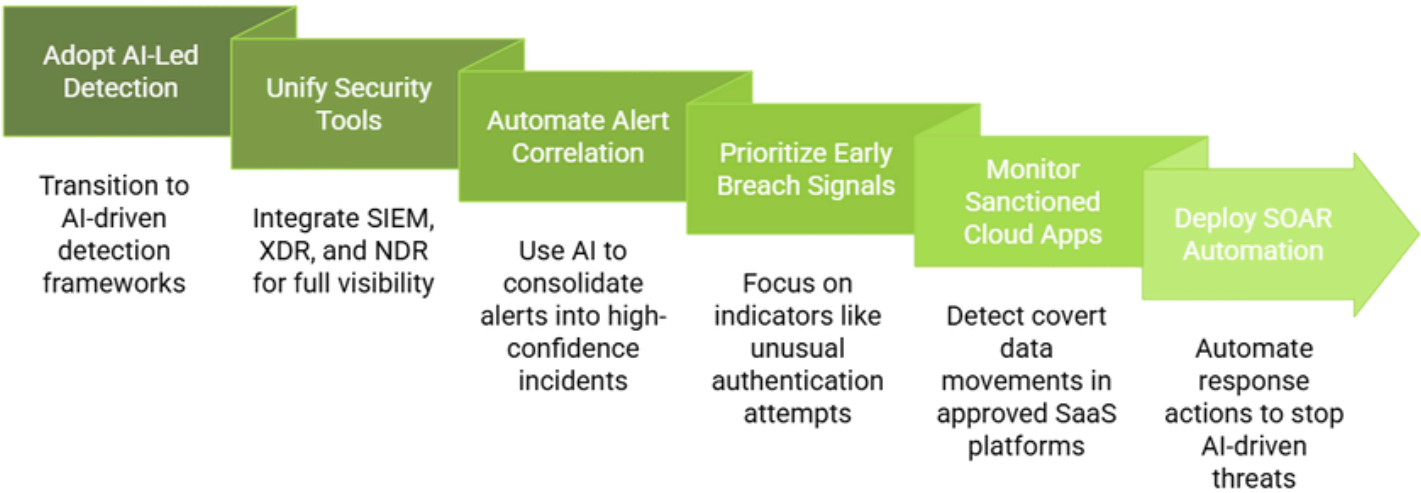 Adopt AI-Led
Detection
Transition to
AI-driven
detection
frameworks
Unify Security
Tools
Integrate SIEM,
XDR, and NDR
for full visibility
Automate Alert
Correlation
Use AI to
consolidate
alerts into high-
confidence
incidents
Prioritize Early
Breach Signals
Focus on
indicators like
unusual
authentication
attempts
Monitor
Sanctioned
Cloud Apps
Detect covert
data
movements in
approved SaaS
platforms
Deploy SOAR
Automation
Automate
response
actions to stop
AI-driven
threats